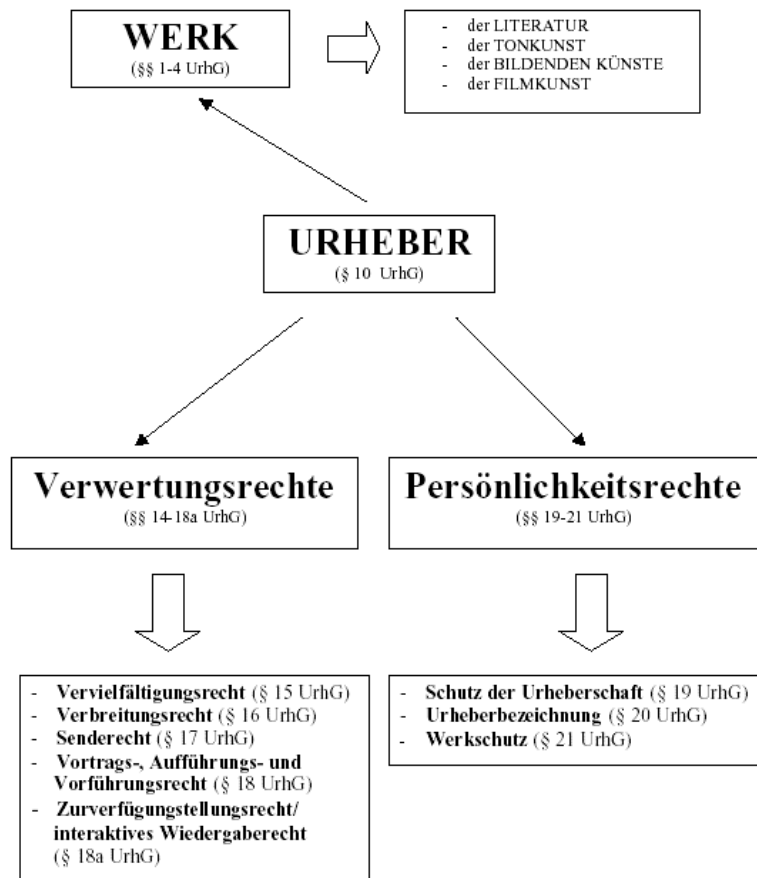 WERK
(§§ 1-4 UrhG)
- der LITERATUR
- der TONKUNST
- der BILDENDEN KÜNSTE
- der FILMKUNST
URHEBER
(§ 10 UrhG)
Verwertungsrechte
(§§ 14-18a UrhG)
Persönlichkeitsrechte
(§§ 19-21 UrhG)
- Vervielfältigungsrecht (§ 15 UrhG)
- Verbreitungsrecht (§ 16 UrhG)
- Senderecht (§ 17 UrhG)
- Vortrags-, Aufführungs- und
Vorführungsrecht (§ 18 UrhG)
- Zurverfügungstellungsrecht/
interaktives Wiedergaberecht
(§ 18a UrhG)
- Schutz der Urheberschaft (§ 19 UrhG)
- Urheberbezeichnung (§ 20 UrhG)
- Werkschutz (§ 21 UrhG)